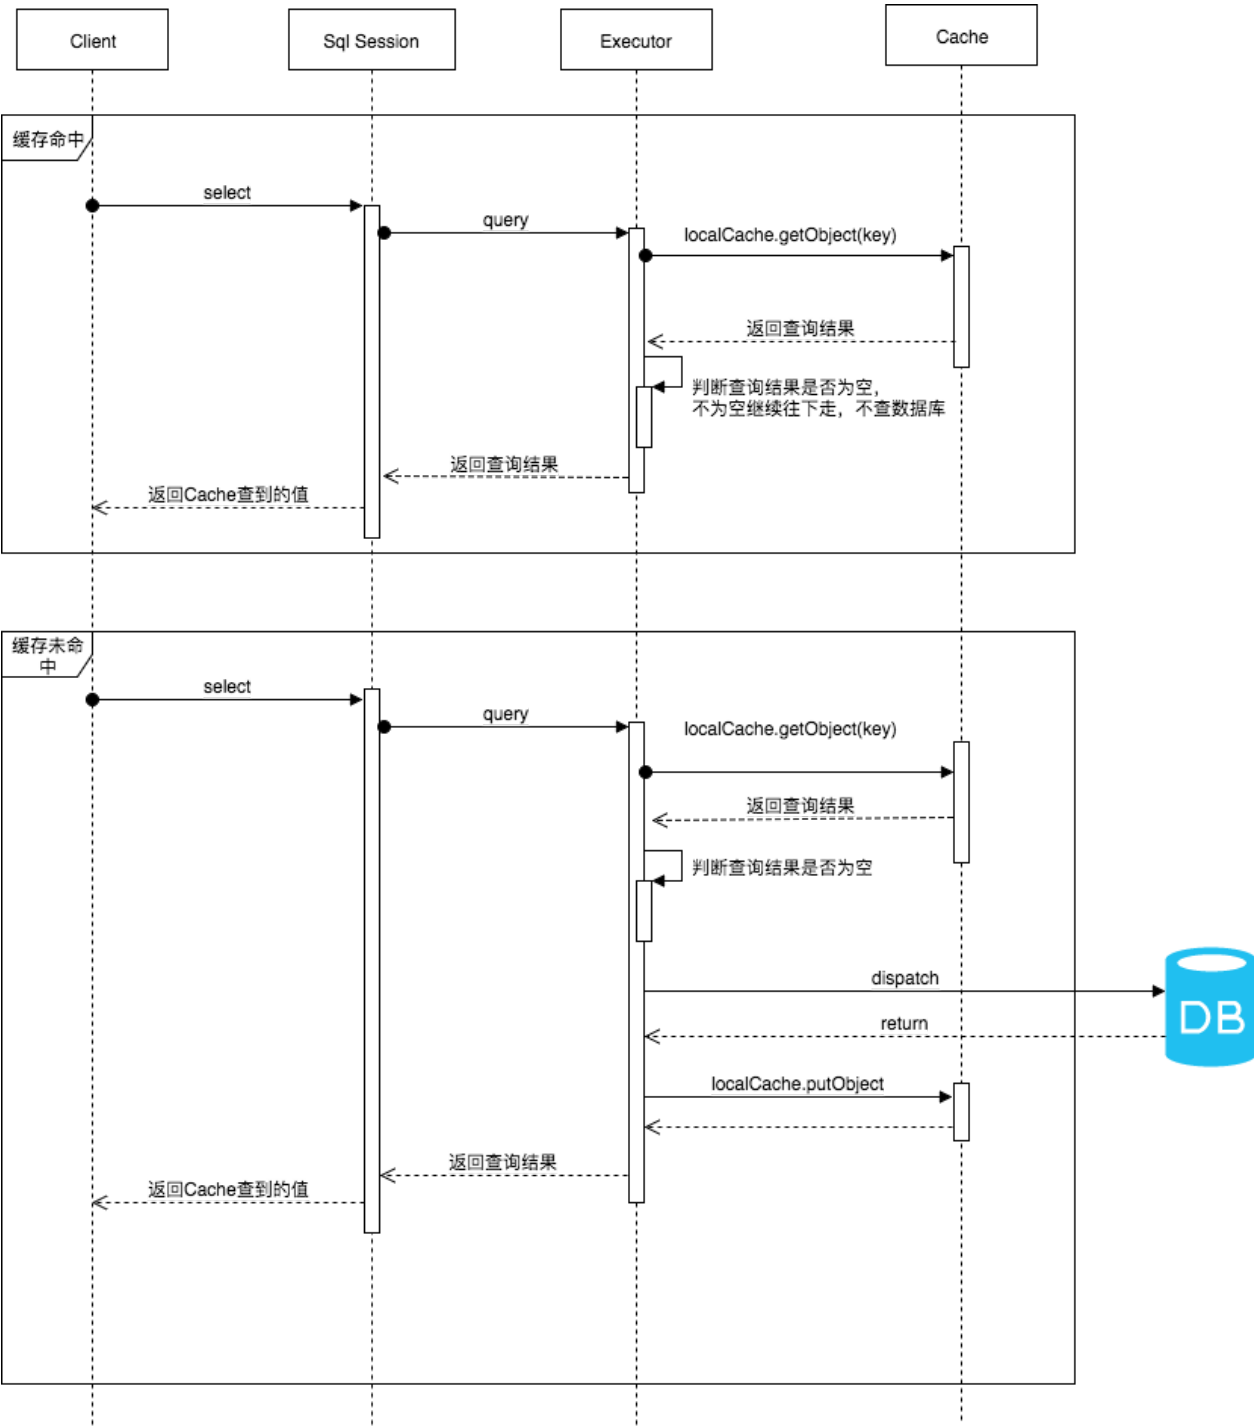 Client
Sql Session
Executor
Cache
缓存命中
select
query
localCache.getObject(key)
返回查询结果
判断查询结果是否为空，
不为空继续往下走，不查数据库
返回查询结果
返回Cache查到的值
缓存未命
中
select
query
localCache.getObject(key)
返回查询结果
判断查询结果是否为空
dispatch
DB
return
localCache.putObject
返回查询结果
返回Cache查到的值